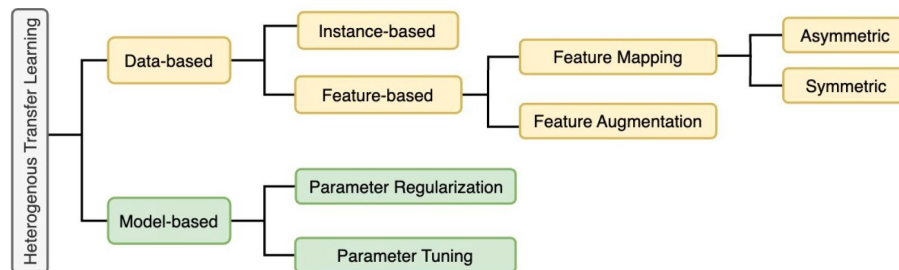 Heterogenous Transfer Learning
Data-based
Instance-based
Feature-based
Feature Mapping
Asymmetric
Symmetric
Feature Augmentation
Model-based
Parameter Regularization
Parameter Tuning